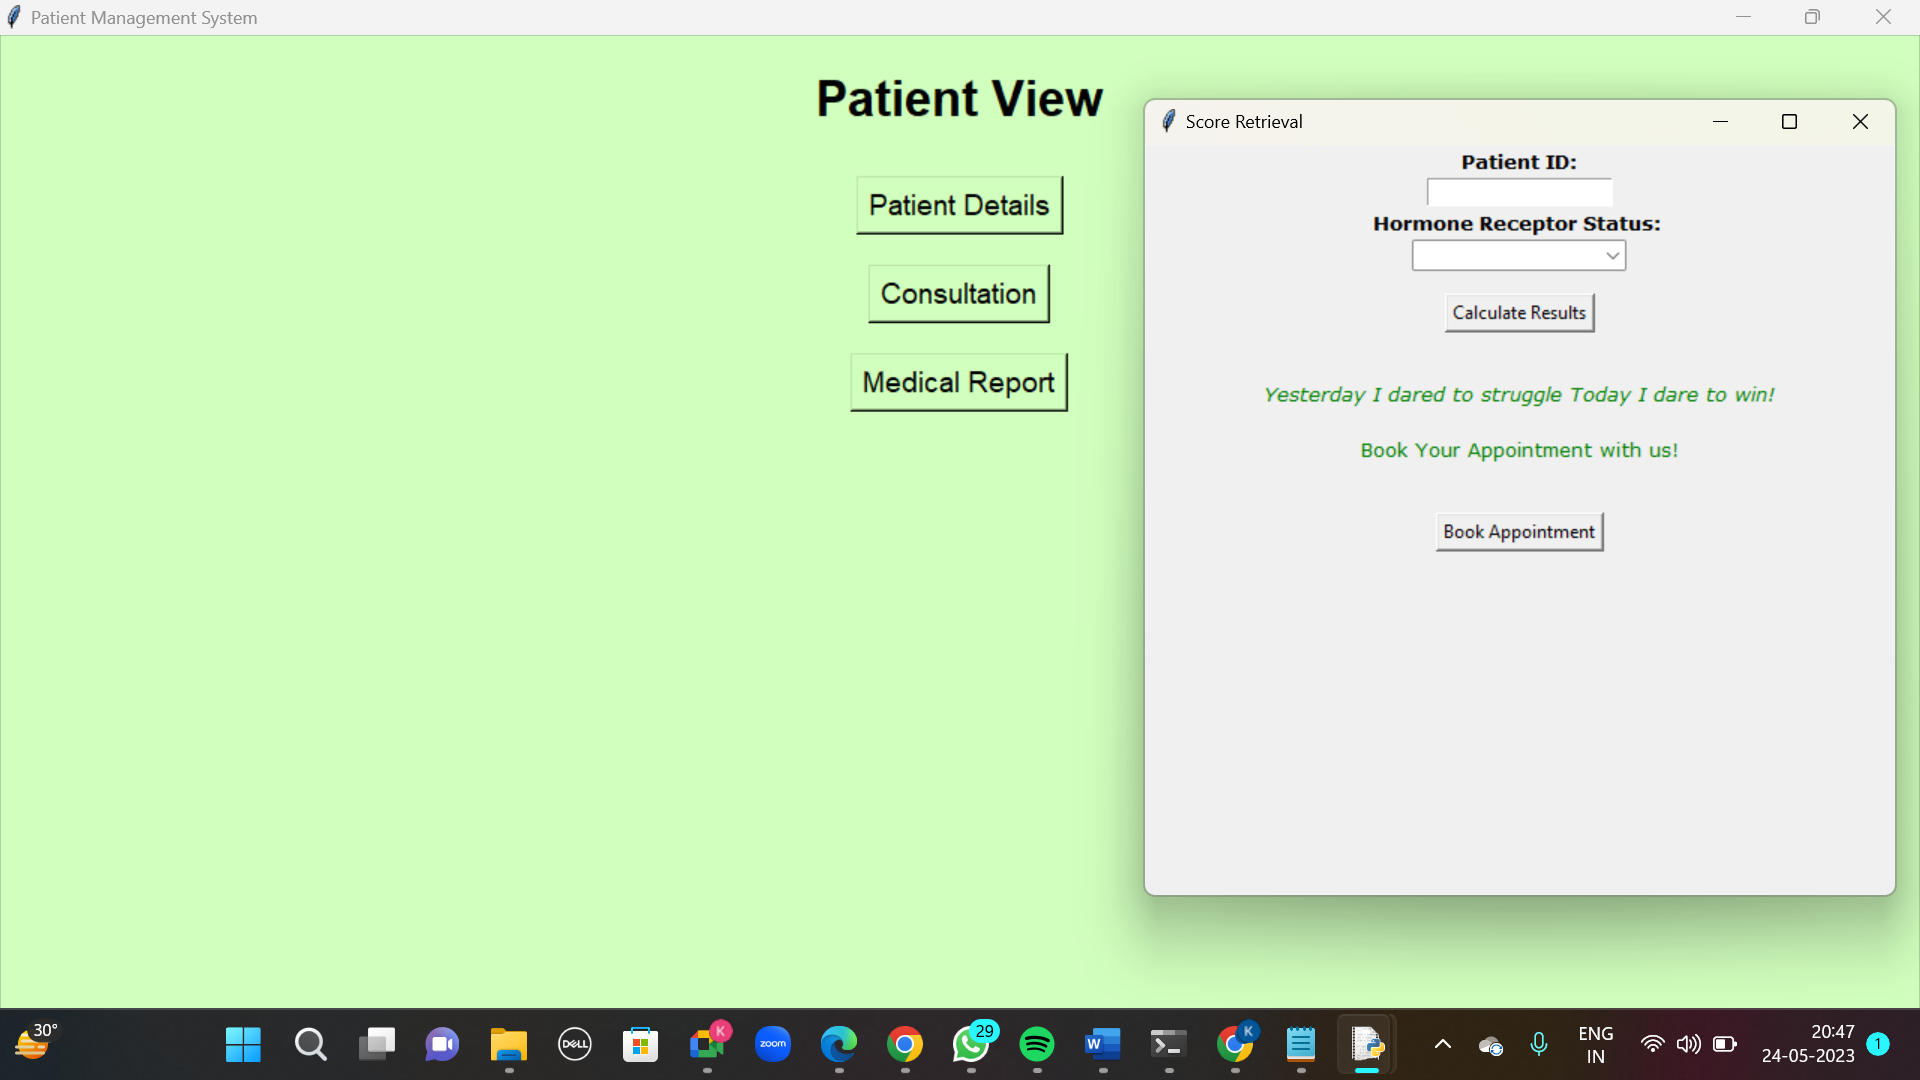 Patient Management System
Patient View
Patient Details
Consultation
Medical Report
Score Retrieval
Patient ID:
Hormone Receptor Status:
Calculate Results
Yesterday I dared to struggle Today I dare to win!
Book Your Appointment with us!
Book Appointment
30°
DELL
K
zoom
29
W
K
ENG
IN
20:47
24-05-2023
1